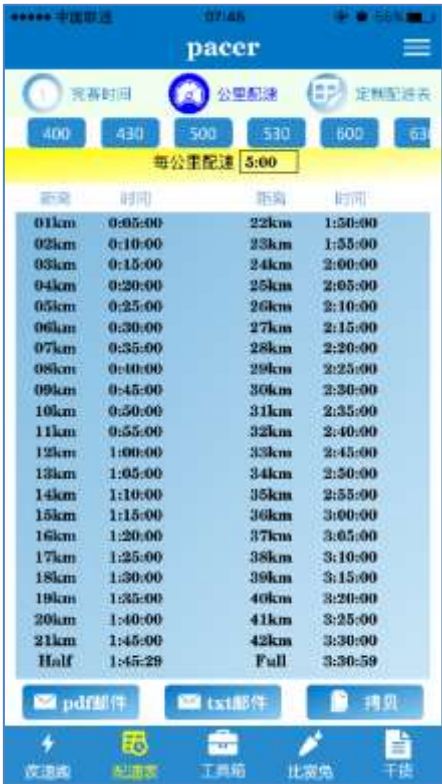 中国联通 07:46 56%
pacer
完赛时间 公里配速 定制配速表
400 430 500 530 600 63
每公里配速 5:00
距离 时间 距离 时间
01km 0:05:00 22km 1:50:00
02km 0:10:00 23km 1:55:00
03km 0:15:00 24km 2:00:00
04km 0:20:00 25km 2:05:00
05km 0:25:00 26km 2:10:00
06km 0:30:00 27km 2:15:00
07km 0:35:00 28km 2:20:00
08km 0:40:00 29km 2:25:00
09km 0:45:00 30km 2:30:00
10km 0:50:00 31km 2:35:00
11km 0:55:00 32km 2:40:00
12km 1:00:00 33km 2:45:00
13km 1:05:00 34km 2:50:00
14km 1:10:00 35km 2:55:00
15km 1:15:00 36km 3:00:00
16km 1:20:00 37km 3:05:00
17km 1:25:00 38km 3:10:00
18km 1:30:00 39km 3:15:00
19km 1:35:00 40km 3:20:00
20km 1:40:00 41km 3:25:00
21km 1:45:00 42km 3:30:00
Half 1:45:29 Full 3:30:59
pdf邮件 txt邮件 拷贝
配速表 工具箱 比赛兔 干货